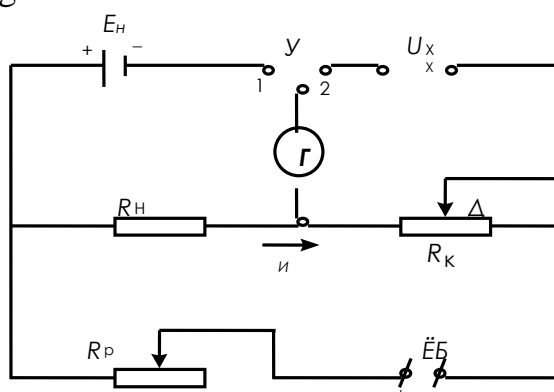 Eн
+ −
У
Uх
х
1
2
Г
Rн
Д
и
Rк
Rр
ЁБ